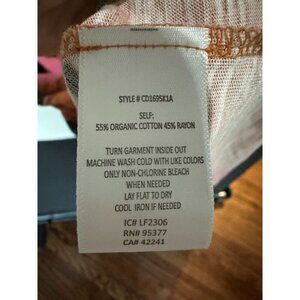 STYLE # CD1695K1A
SELF:
55% ORGANIC COTTON 45% RAYON
TURN GARMENT INSIDE OUT
MACHINE WASH COLD WITH LIKE COLORS
ONLY NON-CHLORINE BLEACH
WHEN NEEDED
LAY FLAT TO DRY
COOL IRON IF NEEDED
IC# LF2306
RN# 95377
CA# 42241